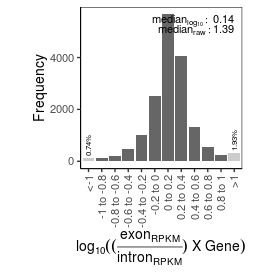 median_log10 : 0.14
median_raw : 1.39
Frequency
4000
2000
0
0.74%
1.93%
<-1
-1 to -0.8
-0.8 to -0.6
-0.6 to -0.4
-0.4 to -0.2
-0.2 to 0
0 to 0.2
0.2 to 0.4
0.4 to 0.6
0.6 to 0.8
0.8 to 1
>1
log10((exon_RPKM/intron_RPKM) X Gene)